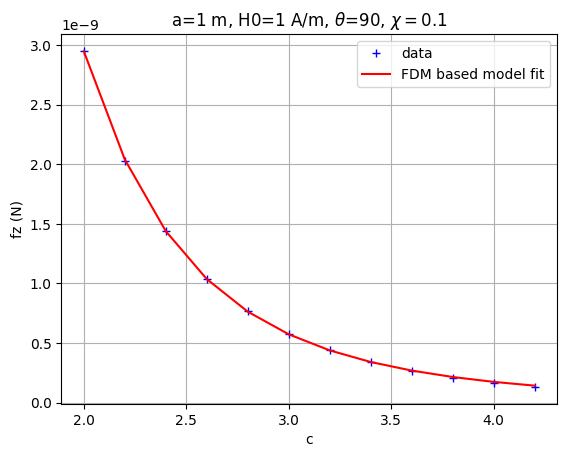 a=1 m, H0=1 A/m, θ=90, χ = 0.1
1e−9
data
FDM based model fit
3.0
2.5
2.0
1.5
1.0
0.5
0.0
fz (N)
2.0 2.5 3.0 3.5 4.0
c